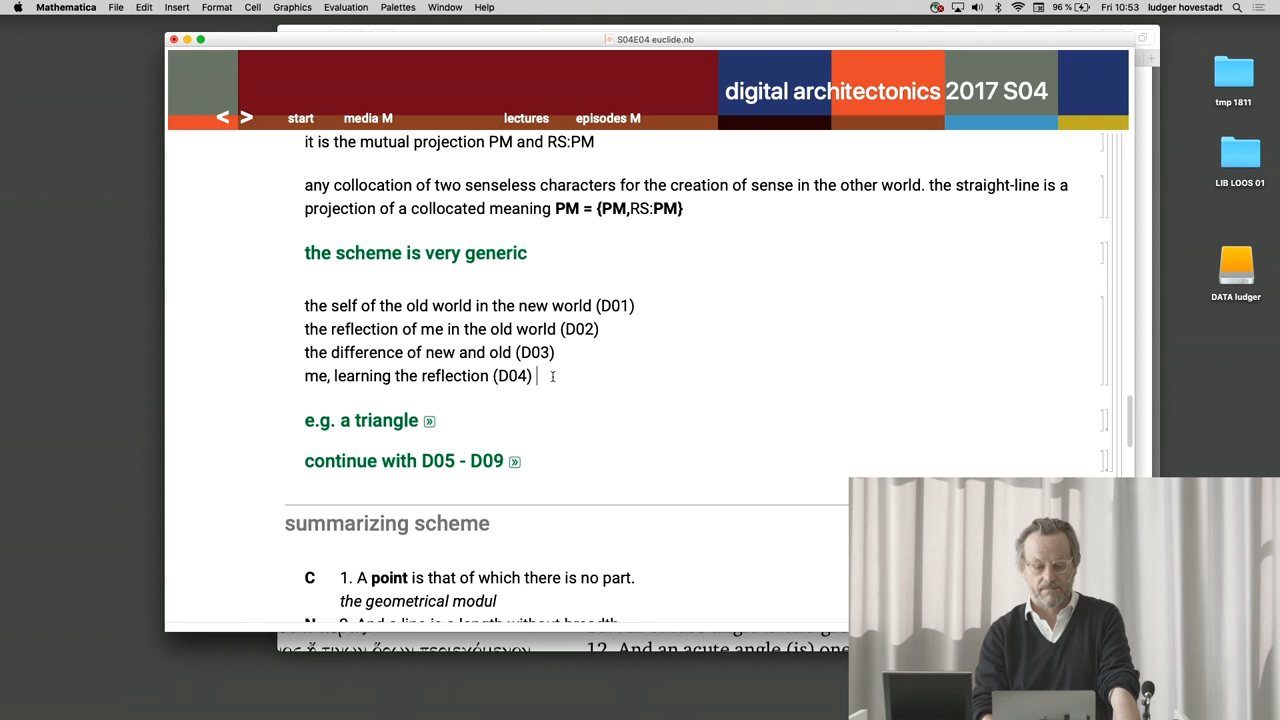 Mathematica File Edit Insert Format Cell Graphics Evaluation Palettes Window Help 96% Fri 10:53 ludger hovestadt
S04E04 euclide.nb
digital architectonics 2017 S04
< > start media M lectures episodes M
it is the mutual projection PM and RS:PM
any collocation of two senseless characters for the creation of sense in the other world. the straight-line is a
projection of a collocated meaning PM = {PM,RS:PM}
the scheme is very generic
the self of the old world in the new world (D01)
the reflection of me in the old world (D02)
the difference of new and old (D03)
me, learning the reflection (D04)
e.g. a triangle »
continue with D05 - D09 »
summarizing scheme
C 1. A point is that of which there is no part.
the geometrical modul
N 2. And a line is a length without breadth
12. And an acute angle (is) one
tmp 1811
LIB LOOS 01
DATA ludger